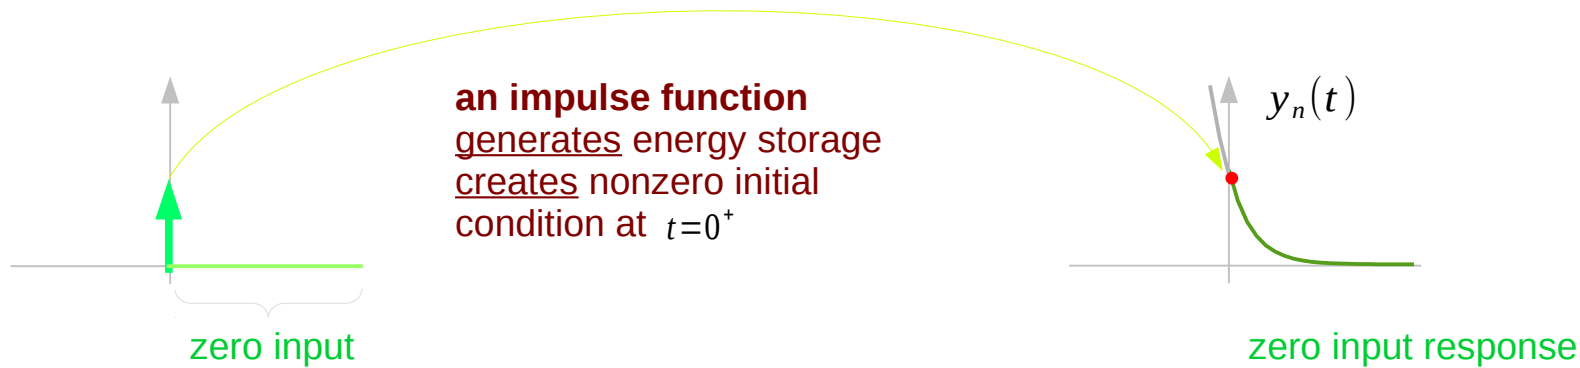 an impulse function
generates energy storage
creates nonzero initial
condition at t=0⁺
yₙ(t)
zero input
zero input response